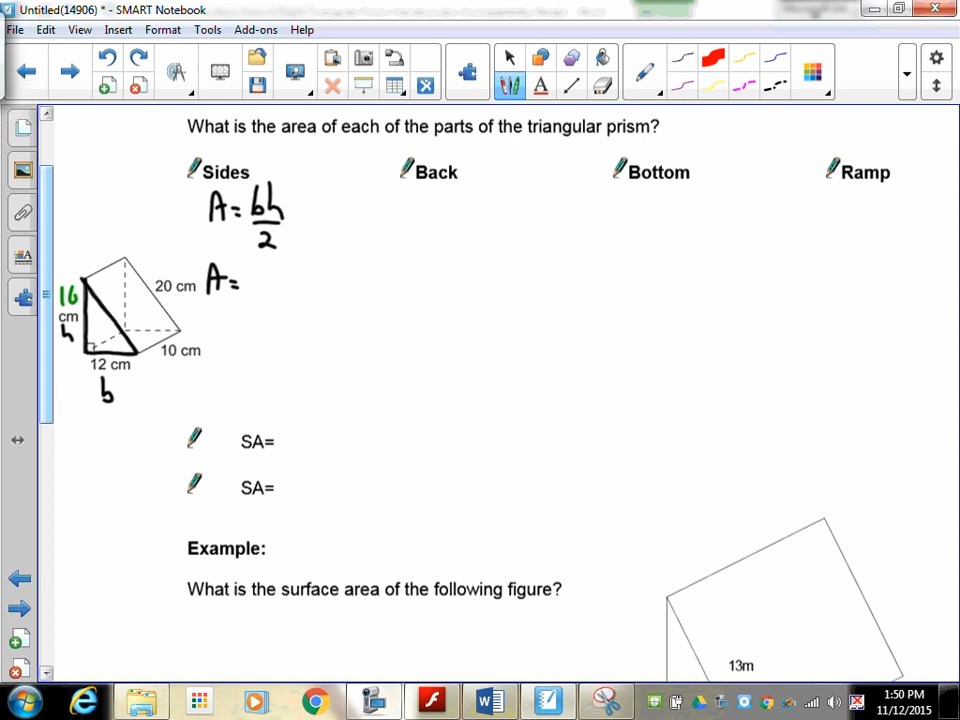 Untitled(14906) * - SMART Notebook
File Edit View Insert Format Tools Add-ons Help
What is the area of each of the parts of the triangular prism?
Sides Back Bottom Ramp
A = bh
2
A =
20 cm
16
cm
h
10 cm
12 cm
b
SA=
SA=
Example:
What is the surface area of the following figure?
13m
1:50 PM
11/12/2015